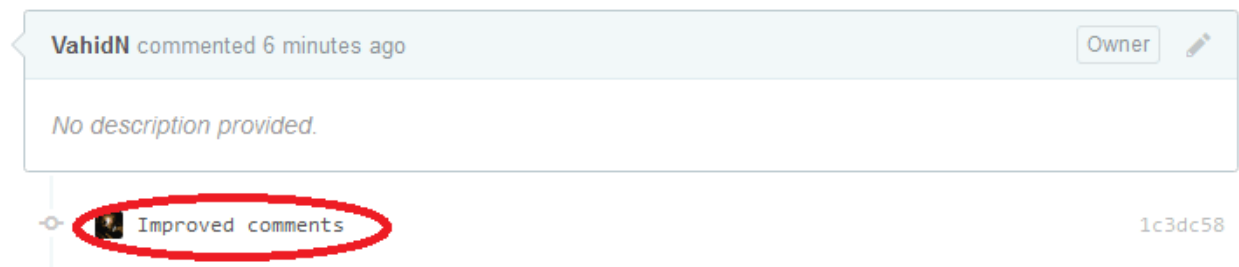 VahidN commented 6 minutes ago Owner
No description provided.
Improved comments 1c3dc58